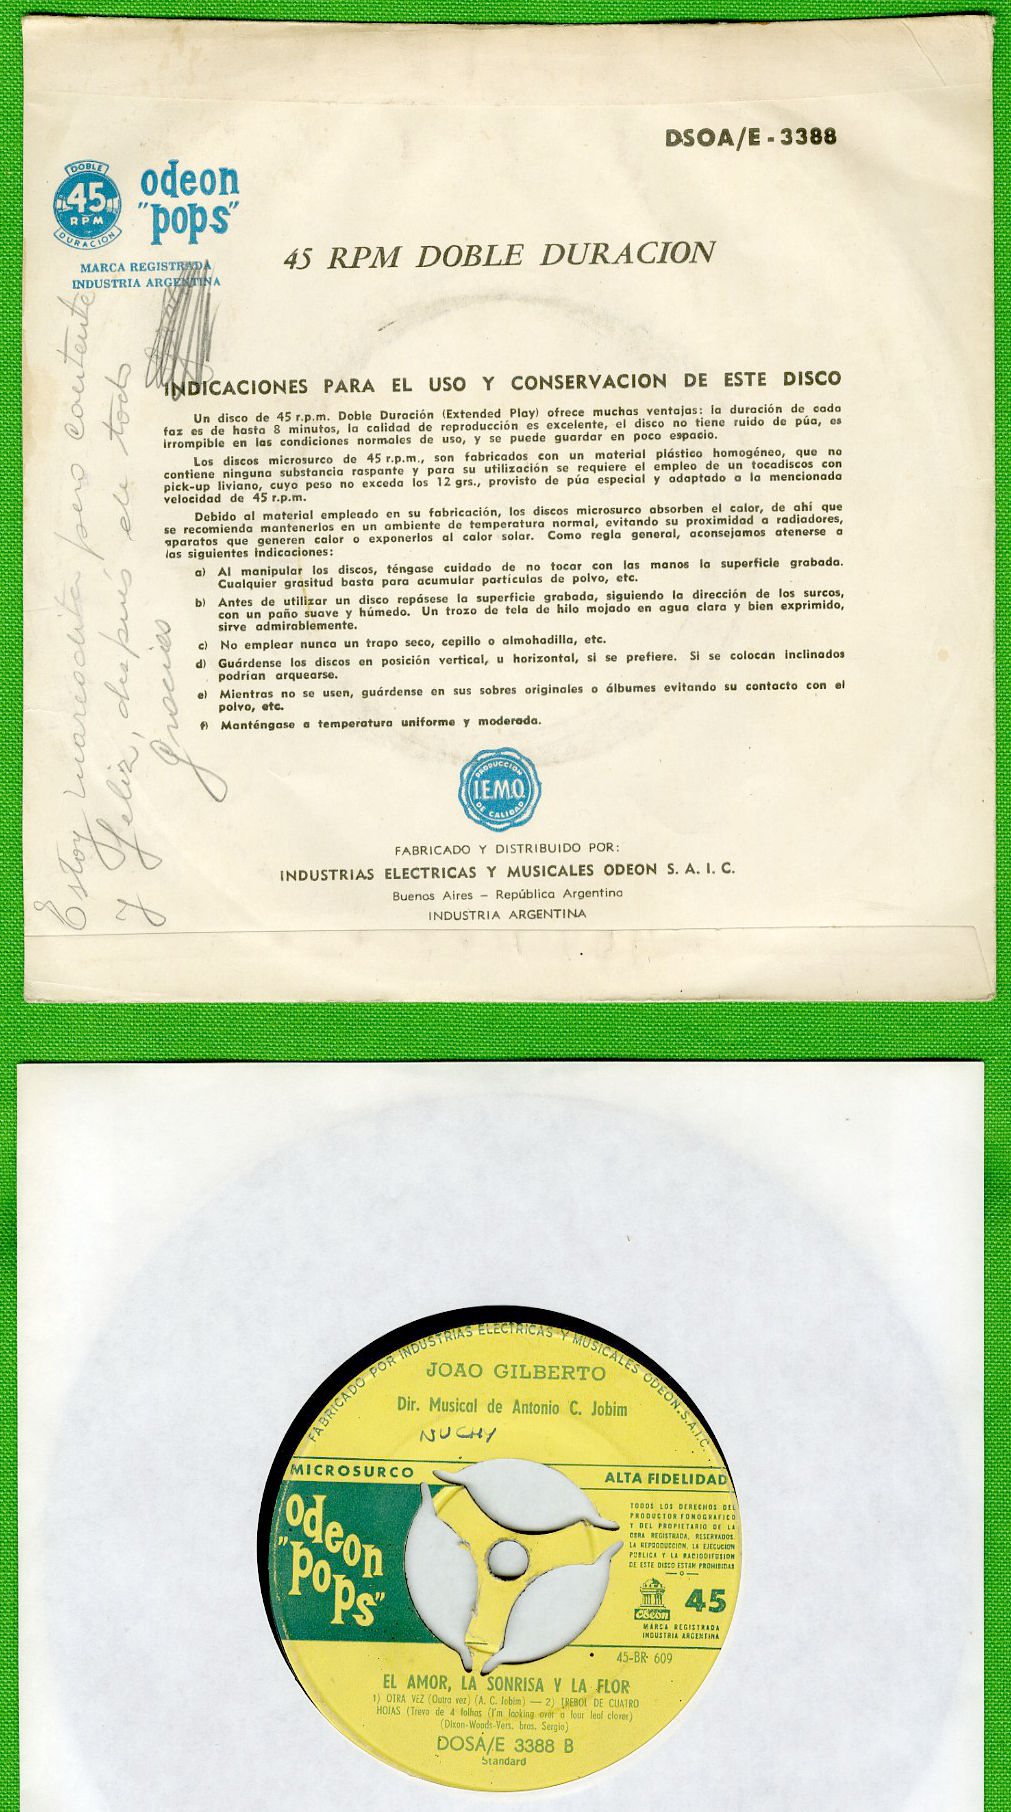 DSOA/E - 3388
DOBLE
45
RPM
DURACION
odeon
"pops"
MARCA REGISTRADA
INDUSTRIA ARGENTINA
45 RPM DOBLE DURACION
INDICACIONES PARA EL USO Y CONSERVACION DE ESTE DISCO
Un disco de 45 r.p.m. Doble Duración (Extended Play) ofrece muchas ventajas: la duración de cada
faz es de hasta 8 minutos, la calidad de reproducción es excelente, el disco no tiene ruido de púa, es
irrompible en las condiciones normales de uso, y se puede guardar en poco espacio.
Los discos microsurco de 45 r.p.m., son fabricados con un material plástico homogéneo, que no
contiene ninguna substancia raspante y para su utilización se requiere el empleo de un tocadiscos con
pick-up liviano, cuyo peso no exceda los 12 grs., provisto de púa especial y adaptado a la mencionada
velocidad de 45 r.p.m.
Debido al material empleado en su fabricación, los discos microsurco absorben el calor, de ahí que
se recomienda mantenerlos en un ambiente de temperatura normal, evitando su proximidad a radiadores,
aparatos que generen calor o exponerlos al calor solar. Como regla general, aconsejamos atenerse a
las siguientes indicaciones:
a) Al manipular los discos, téngase cuidado de no tocar con las manos la superficie grabada.
Cualquier grasitud basta para acumular partículas de polvo, etc.
b) Antes de utilizar un disco repásese la superficie grabada, siguiendo la dirección de los surcos,
con un paño suave y húmedo. Un trozo de tela de hilo mojado en agua clara y bien exprimido,
sirve admirablemente.
c) No emplear nunca un trapo seco, cepillo o almohadilla, etc.
d) Guárdense los discos en posición vertical, u horizontal, si se prefiere. Si se colocan inclinados
podrían arquearse.
e) Mientras no se usen, guárdense en sus sobres originales o álbumes evitando su contacto con el
polvo, etc.
f) Manténgase a temperatura uniforme y moderada.
Estoy mareadita pero contenta
y feliz, después de todo
Gracias
PRODUCCION
I.E.M.O.
DE CALIDAD
FABRICADO Y DISTRIBUIDO POR:
INDUSTRIAS ELECTRICAS Y MUSICALES ODEON S. A. I. C.
Buenos Aires – República Argentina
INDUSTRIA ARGENTINA
FABRICADO POR INDUSTRIAS ELECTRICAS Y MUSICALES ODEON.S.A.I.C.
JOAO GILBERTO
Dir. Musical de Antonio C. Jobim
NUCHY
MICROSURCO
ALTA FIDELIDAD
odeon
"pops"
TODOS LOS DERECHOS DEL
PRODUCTOR FONOGRAFICO
Y DEL PROPIETARIO DE LA
OBRA REGISTRADA, RESERVADOS.
LA REPRODUCCION, LA EJECUCION
PUBLICA Y LA RADIODIFUSION
DE ESTE DISCO ESTAN PROHIBIDAS
Odeon
45
MARCA REGISTRADA
INDUSTRIA ARGENTINA
45-BR- 609
EL AMOR, LA SONRISA Y LA FLOR
1) OTRA VEZ (Outra vez) (A. C. Jobim) — 2) TREBOL DE CUATRO
HOJAS (Trevo de 4 folhas (I'm looking over a four leaf clover)
(Dixon-Woods-Vers. bras. Sergio)
DOSA/E 3388 B
Standard